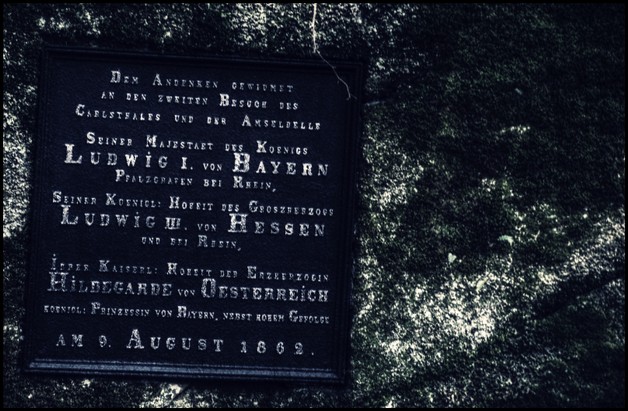 Dem Andenken gewidmet
an den zweiten Besuch des
Carlsthales und der Amselhelle
Seiner Majestaet des Koenigs
Ludwig I. von Bayern
Pfalzgrafen bei Rhein,
Seiner Koenigl: Hoheit des Groszherzogs
Ludwig III. von Hessen
und bei Rhein,
Ihrer Kaiserl: Hoheit der Erzherzogin
Hildegarde von Oesterreich
koenigl: Prinzessin von Bayern, nebst hohem Gefolge
am 9. August 1862.